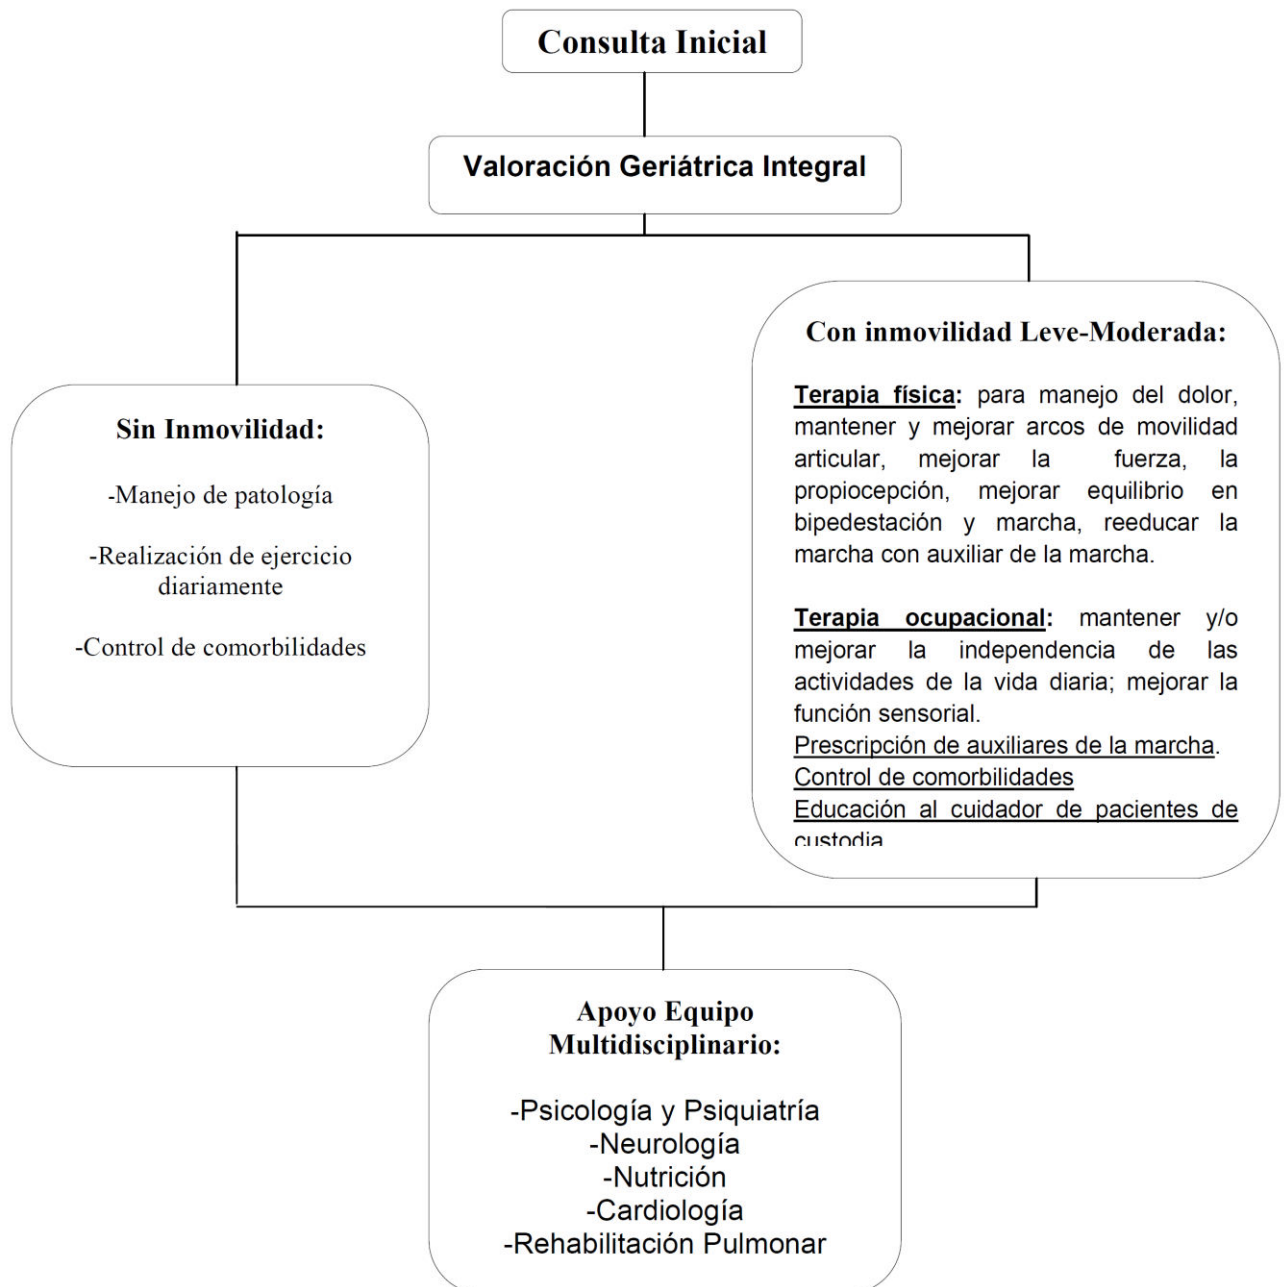 Consulta Inicial
Valoración Geriátrica Integral
Sin Inmovilidad:
-Manejo de patología
-Realización de ejercicio
diariamente
-Control de comorbilidades
Con inmovilidad Leve-Moderada:
Terapia física: para manejo del dolor,
mantener y mejorar arcos de movilidad
articular, mejorar la fuerza, la
propiocepción, mejorar equilibrio en
bipedestación y marcha, reeducar la
marcha con auxiliar de la marcha.
Terapia ocupacional: mantener y/o
mejorar la independencia de las
actividades de la vida diaria; mejorar la
función sensorial.
Prescripción de auxiliares de la marcha.
Control de comorbilidades
Educación al cuidador de pacientes de
custodia
Apoyo Equipo
Multidisciplinario:
-Psicología y Psiquiatría
-Neurología
-Nutrición
-Cardiología
-Rehabilitación Pulmonar